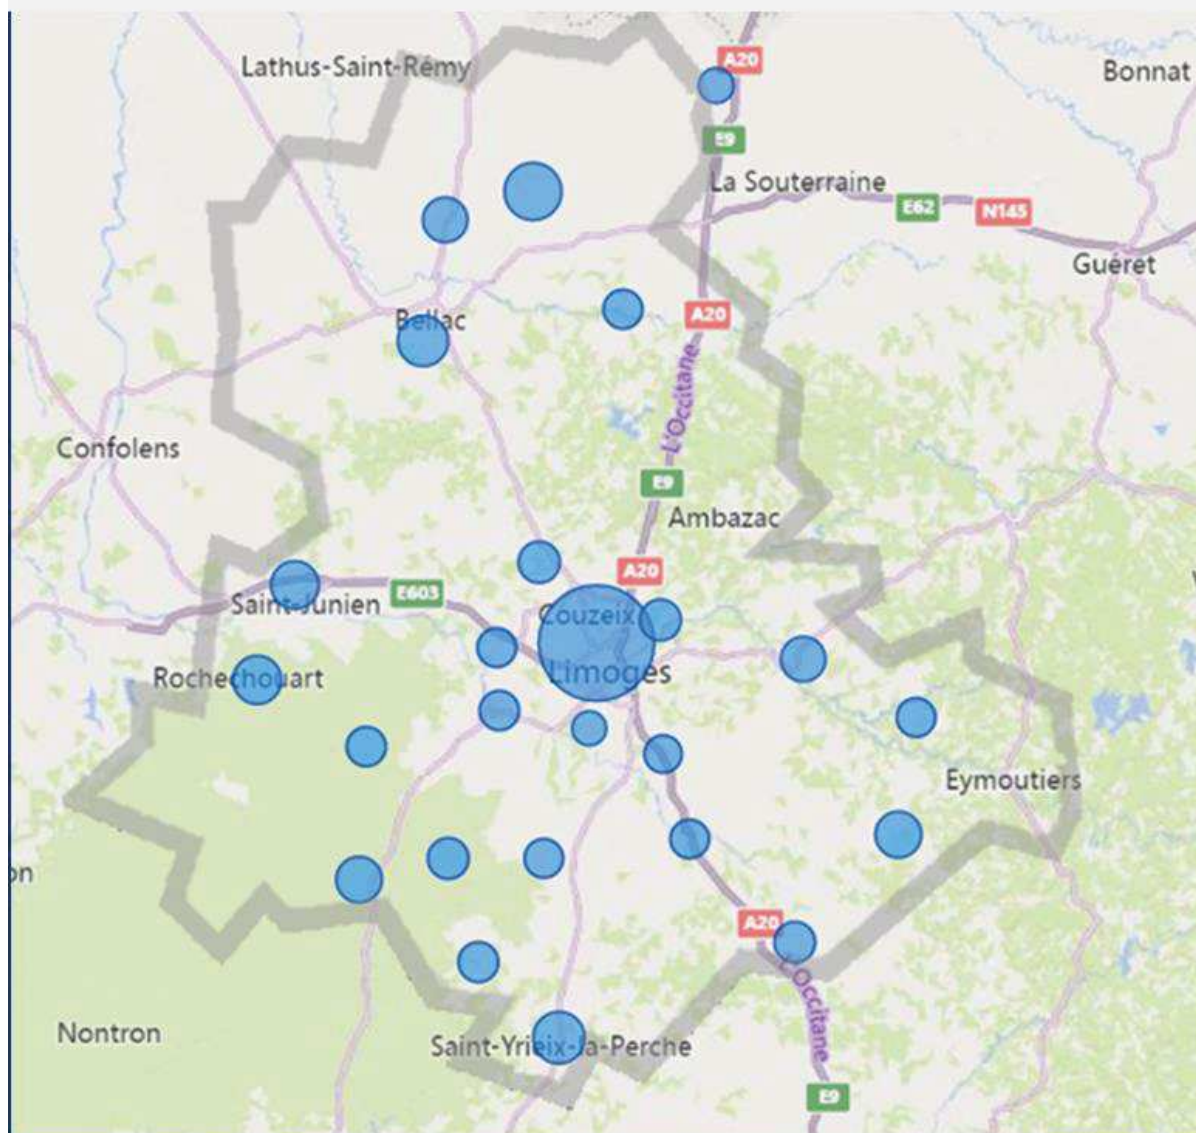 Lathus-Saint-Rémy
A20
Bonnat
E9
La Souterraine
E62
N145
Guéret
Bellac
A20
L'Occitane
Confolens
E9
Ambazac
A20
E603
Saint-Junien
Couzeix
Limoges
Rochechouart
Eymoutiers
on
A20
L'Occitane
Nontron
Saint-Yrieix-la-Perche
E9